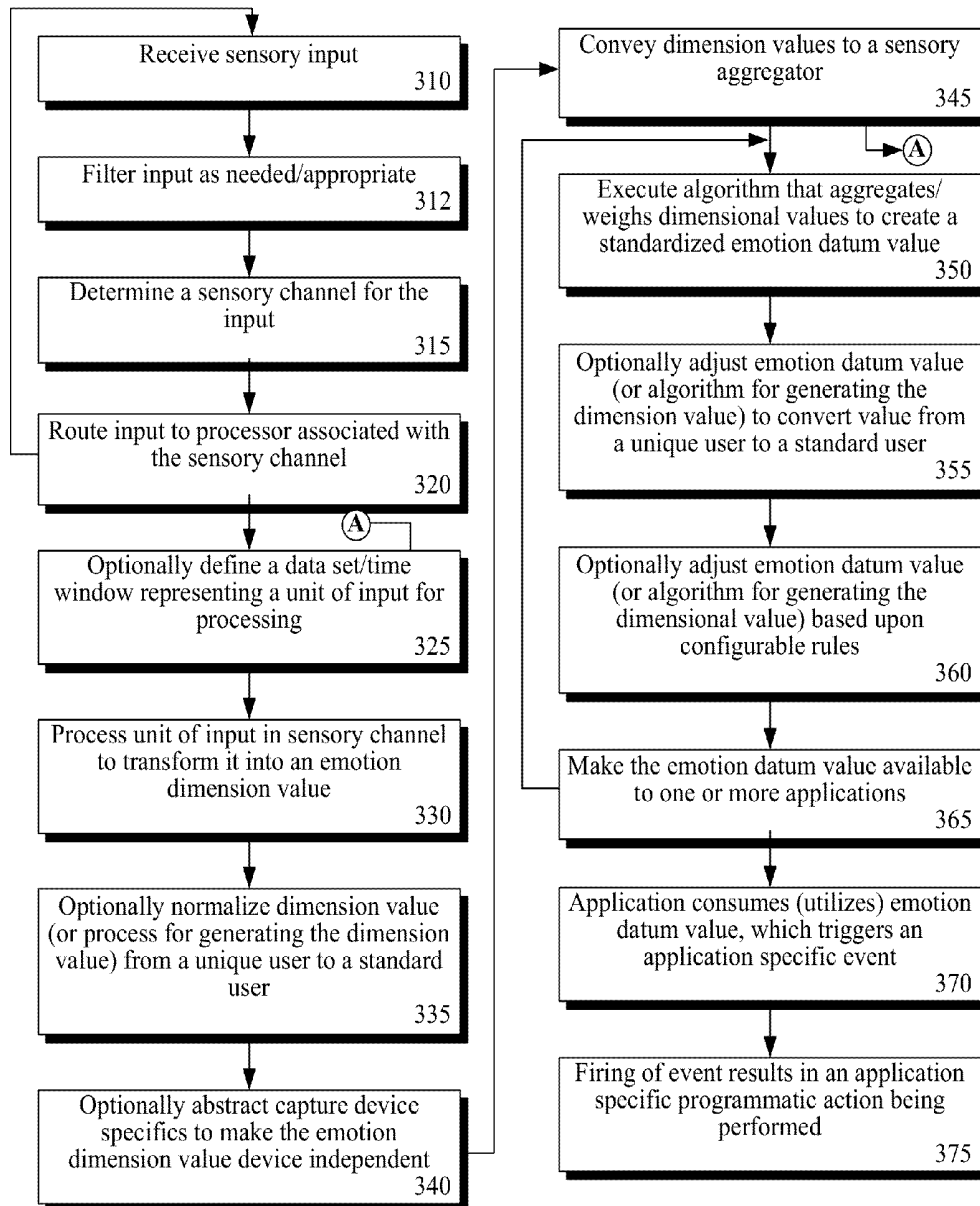 Receive sensory input
310
Filter input as needed/appropriate
312
Determine a sensory channel for the
input
315
Route input to processor associated with
the sensory channel
320
A
Optionally define a data set/time
window representing a unit of input for
processing
325
Process unit of input in sensory channel
to transform it into an emotion
dimension value
330
Optionally normalize dimension value
(or process for generating the dimension
value) from a unique user to a standard
user
335
Optionally abstract capture device
specifics to make the emotion
dimension value device independent
340
Convey dimension values to a sensory
aggregator
345
A
Execute algorithm that aggregates/
weighs dimensional values to create a
standardized emotion datum value
350
Optionally adjust emotion datum value
(or algorithm for generating the
dimension value) to convert value from
a unique user to a standard user
355
Optionally adjust emotion datum value
(or algorithm for generating the
dimensional value) based upon
configurable rules
360
Make the emotion datum value available
to one or more applications
365
Application consumes (utilizes) emotion
datum value, which triggers an
application specific event
370
Firing of event results in an application
specific programmatic action being
performed
375